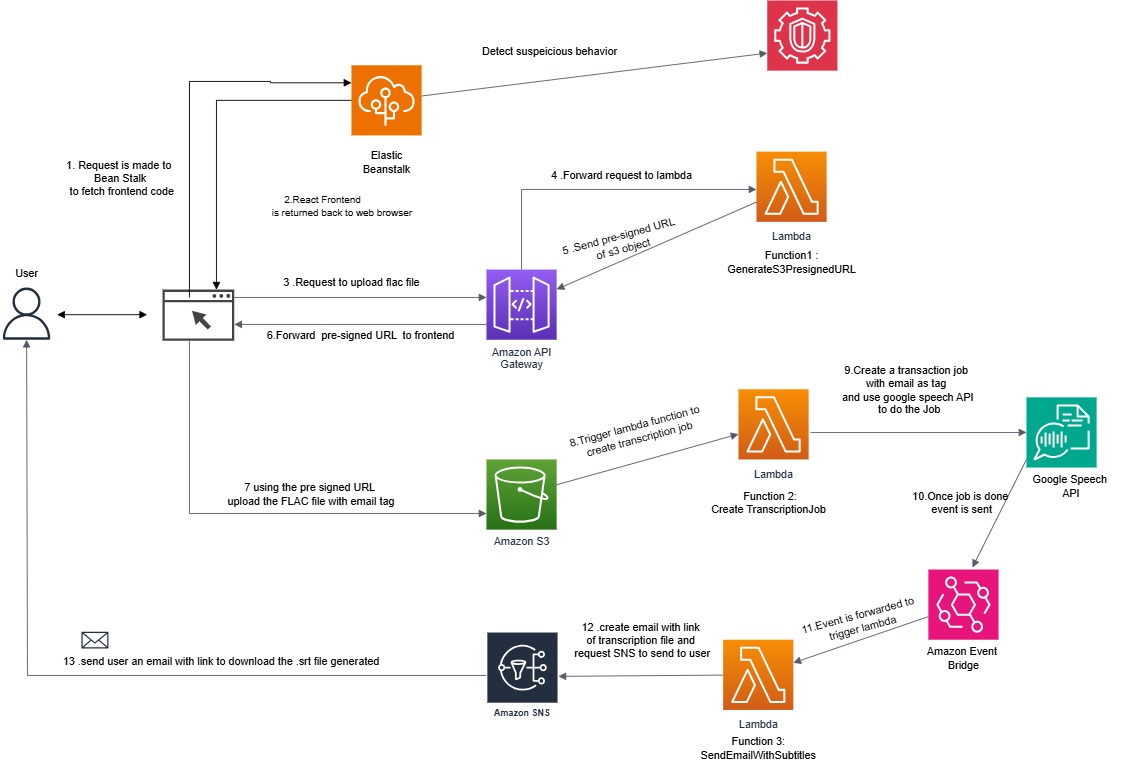 Detect suspeicious behavior
Elastic
Beanstalk
1. Request is made to
Bean Stalk
to fetch frontend code
2.React Frontend
is returned back to web browser
4 .Forward request to lambda
5 .Send pre-signed URL
of s3 object
Lambda
Function1 :
GenerateS3PresignedURL
User
3 .Request to upload flac file
6.Forward  pre-signed URL  to frontend
Amazon API
Gateway
7 using the pre signed URL
upload the FLAC file with email tag
Amazon S3
8.Trigger lambda function to
create transcription job
Lambda
Function 2:
Create TranscriptionJob
9.Create a transaction job
with email as tag
and use google speech API
to do the Job
Google Speech
API
10.Once job is done
event is sent
Amazon Event
Bridge
11.Event is forwarded to
trigger lambda
Lambda
Function 3:
SendEmailWithSubtitles
12 .create email with link
of transcription file and
request SNS to send to user
Amazon SNS
13 .send user an email with link to download the .srt file generated